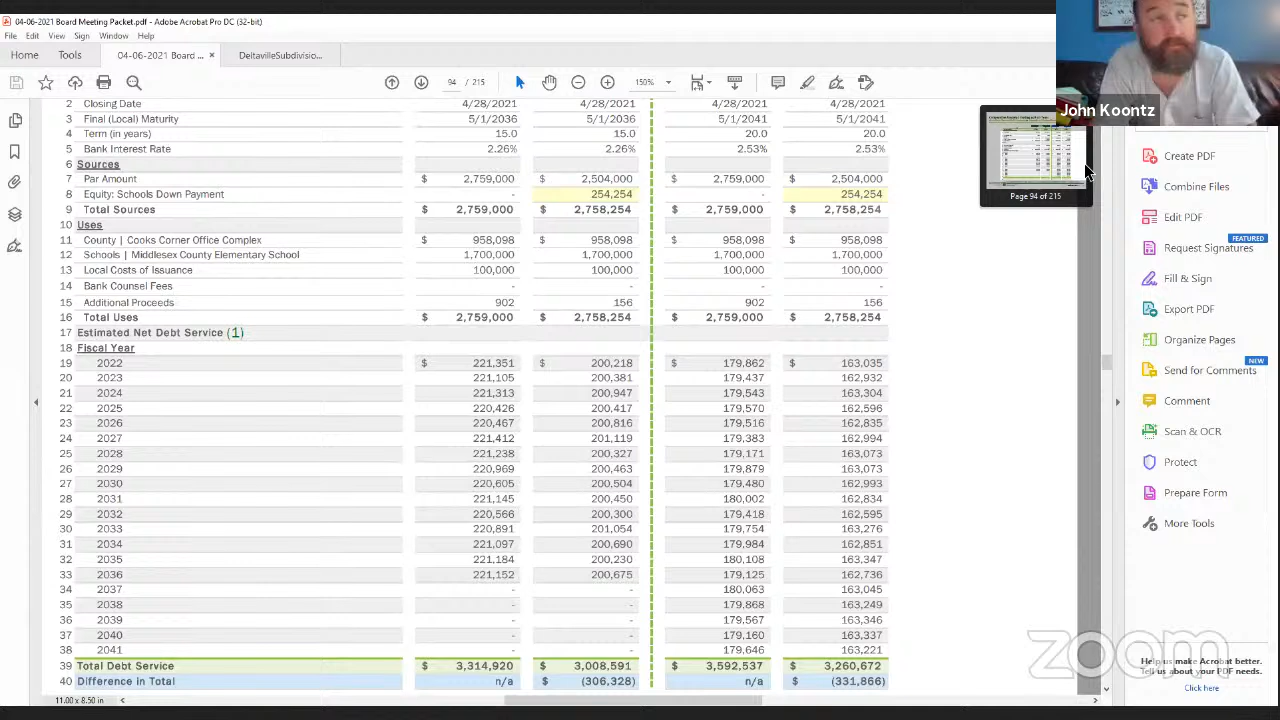 04-06-2021 Board Meeting Packet.pdf - Adobe Acrobat Pro DC (32-bit)
File Edit View Sign Window Help
Home Tools 04-06-2021 Board ... × DeltavilleSubdivisio...
94 / 215 150%
John Koontz
Page 94 of 215
2 Closing Date 4/28/2021 4/28/2021 4/28/2021 4/28/2021
3 Final (Local) Maturity 5/1/2036 5/1/2036 5/1/2041 5/1/2041
4 Term (in years) 15.0 15.0 20.0 20.0
5 Bank Interest Rate 2.26% 2.26% 2.53% 2.53%
6 Sources
7 Par Amount $ 2,759,000 $ 2,504,000 $ 2,759,000 $ 2,504,000
8 Equity: Schools Down Payment - 254,254 - 254,254
9 Total Sources $ 2,759,000 $ 2,758,254 $ 2,759,000 $ 2,758,254
10 Uses
11 County | Cooks Corner Office Complex $ 958,098 $ 958,098 $ 958,098 $ 958,098
12 Schools | Middlesex County Elementary School 1,700,000 1,700,000 1,700,000 1,700,000
13 Local Costs of Issuance 100,000 100,000 100,000 100,000
14 Bank Counsel Fees - - - -
15 Additional Proceeds 902 156 902 156
16 Total Uses $ 2,759,000 $ 2,758,254 $ 2,759,000 $ 2,758,254
17 Estimated Net Debt Service (1)
18 Fiscal Year
19 2022 $ 221,351 $ 200,218 $ 179,862 $ 163,035
20 2023 221,105 200,381 179,437 162,932
21 2024 221,313 200,947 179,543 163,304
22 2025 220,426 200,417 179,570 162,596
23 2026 220,467 200,816 179,516 162,835
24 2027 221,412 201,119 179,383 162,994
25 2028 221,238 200,327 179,171 163,073
26 2029 220,969 200,463 179,879 163,073
27 2030 220,605 200,504 179,480 162,993
28 2031 221,145 200,450 180,002 162,834
29 2032 220,566 200,300 179,418 162,595
30 2033 220,891 201,054 179,754 163,276
31 2034 221,097 200,690 179,984 162,851
32 2035 221,184 200,230 180,108 163,347
33 2036 221,152 200,675 179,125 162,736
34 2037 - - 180,063 163,045
35 2038 - - 179,868 163,249
36 2039 - - 179,567 163,346
37 2040 - - 179,160 163,337
38 2041 - - 179,646 163,221
39 Total Debt Service $ 3,314,920 $ 3,008,591 $ 3,592,537 $ 3,260,672
40 Difference in Total n/a $ (306,328) n/a $ (331,866)
11.00 x 8.50 in
Create PDF
Combine Files
Edit PDF
FEATURED
Request Signatures
Fill & Sign
Export PDF
Organize Pages
NEW
Send for Comments
Comment
Scan & OCR
Protect
Prepare Form
More Tools
Help us make Acrobat better.
Tell us about your PDF needs.
Click here
zoom